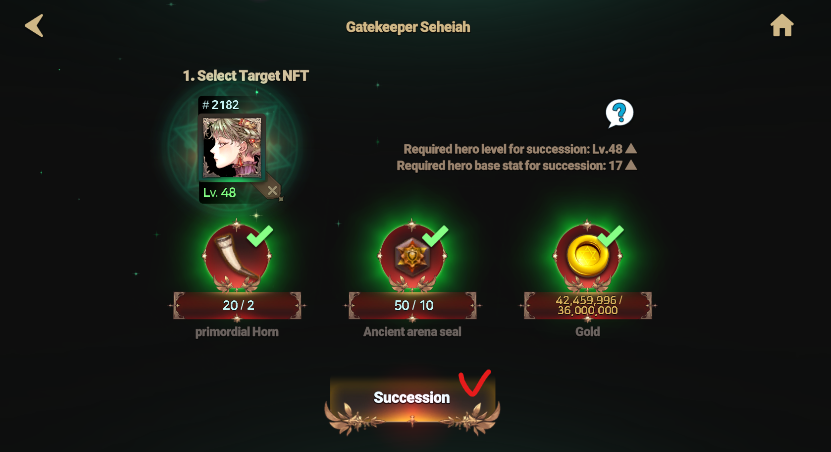 Gatekeeper Seheiah
1. Select Target NFT
# 2182
Lv. 48
?
Required hero level for succession: Lv.48 ▲
Required hero base stat for succession: 17 ▲
20 / 2
50 / 10
42,459,996 /
36,000,000
primordial Horn
Ancient arena seal
Gold
Succession